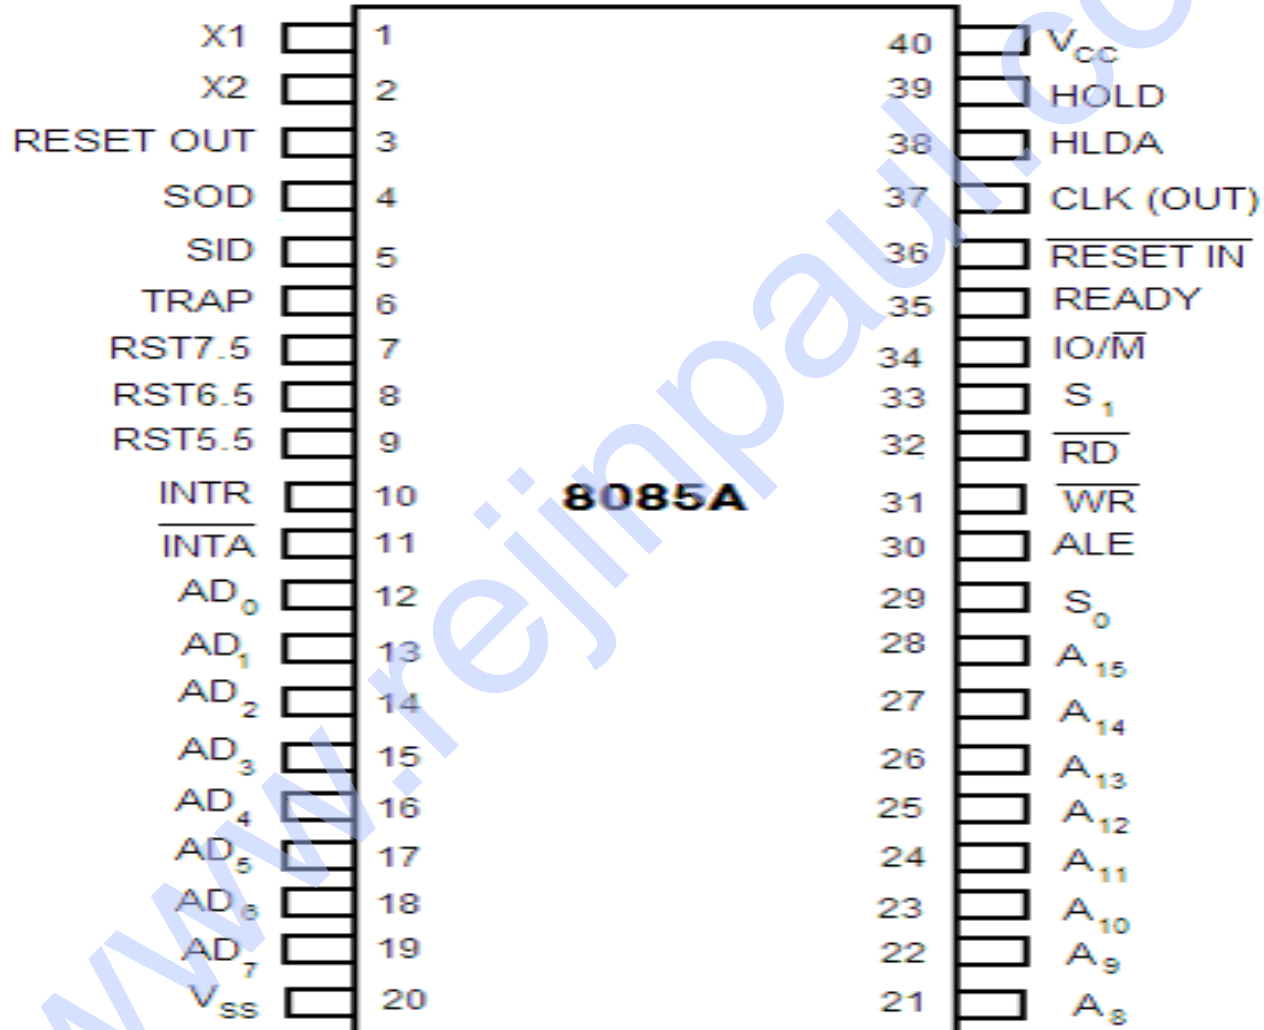 X1 1 40 VCC
X2 2 39 HOLD
RESET OUT 3 38 HLDA
SOD 4 37 CLK (OUT)
SID 5 36 RESET IN
TRAP 6 35 READY
RST7.5 7 34 IO/M
RST6.5 8 33 S1
RST5.5 9 32 RD
INTR 10 8085A 31 WR
INTA 11 30 ALE
AD0 12 29 S0
AD1 13 28 A15
AD2 14 27 A14
AD3 15 26 A13
AD4 16 25 A12
AD5 17 24 A11
AD6 18 23 A10
AD7 19 22 A9
VSS 20 21 A8
www.rejinpaul.co